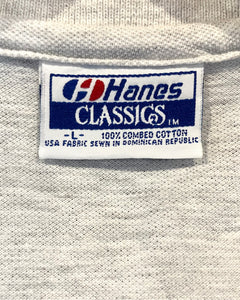 Hanes
CLASSICS TM
-L- 100% COMBED COTTON
USA FABRIC SEWN IN DOMINICAN REPUBLIC